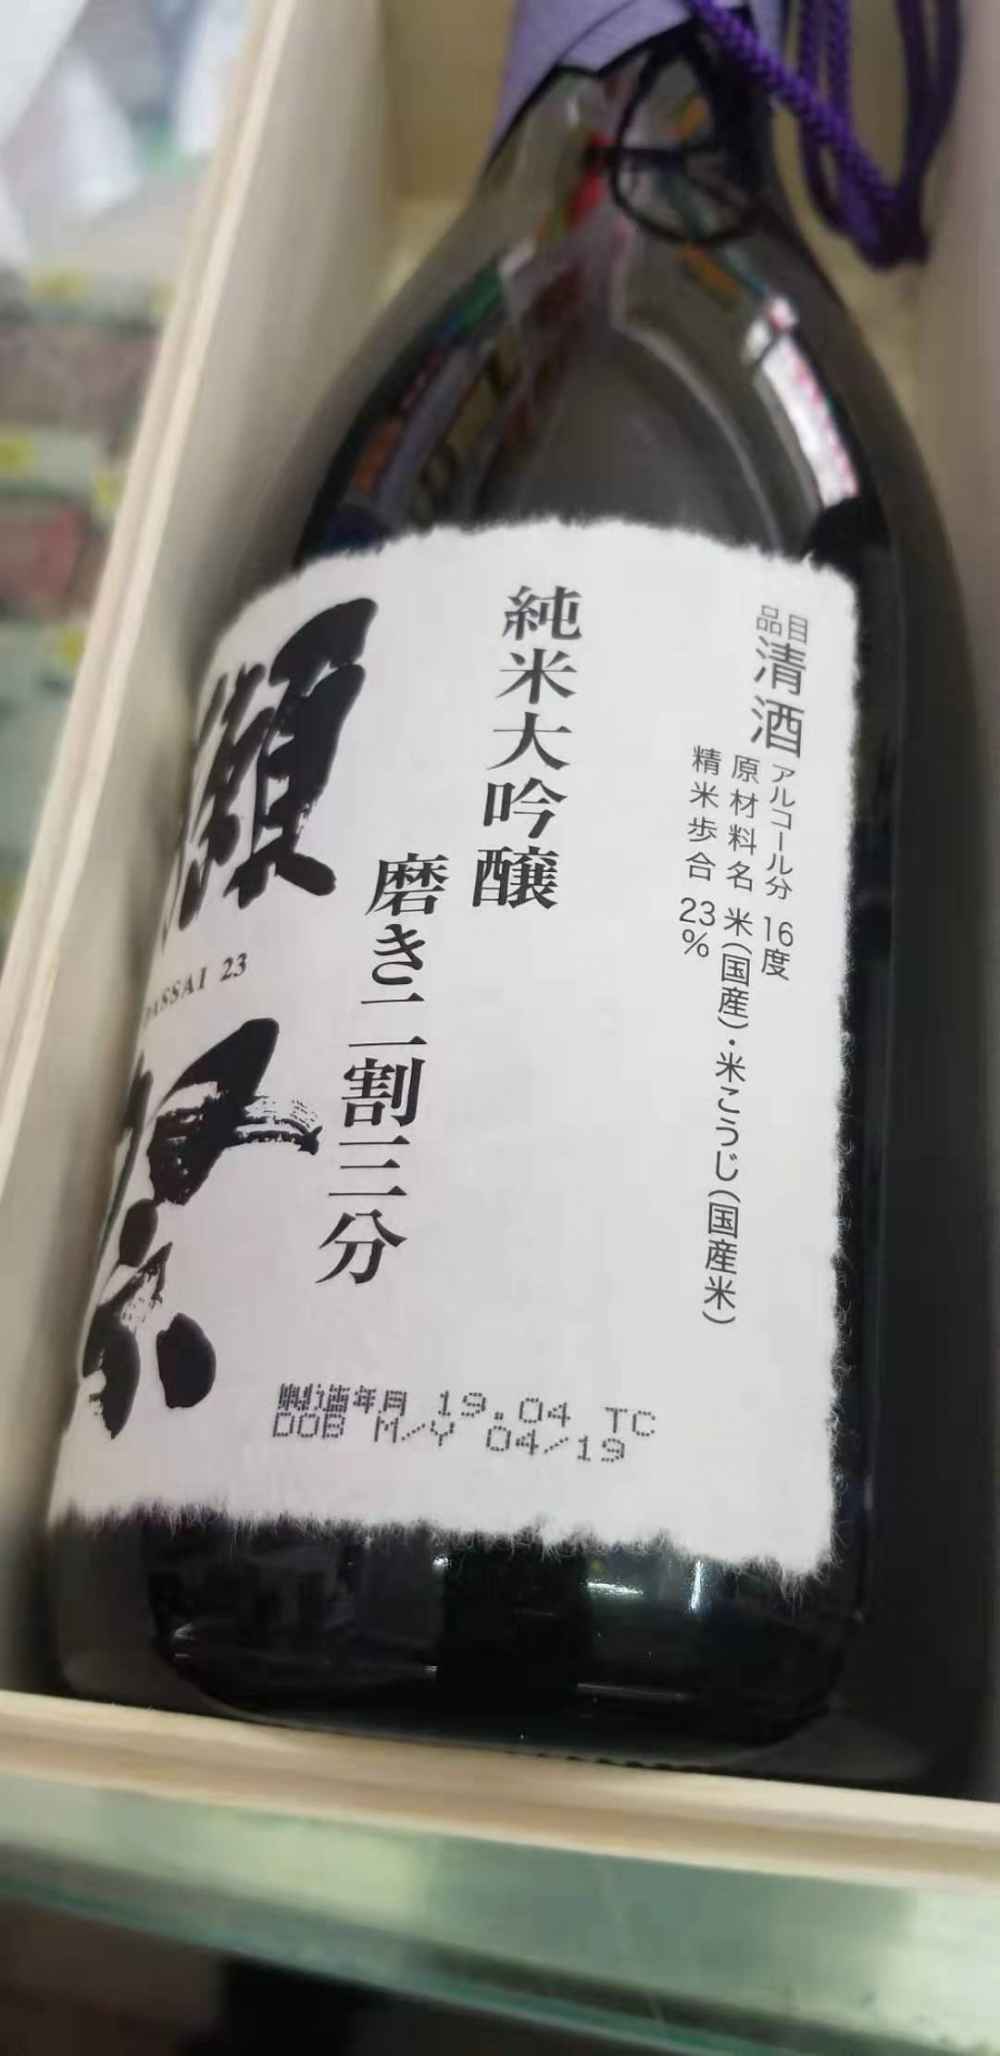 品目 清酒
アルコール分 16度
原材料名 米(国産)・米こうじ(国産米)
精米歩合 23%
純米大吟醸
磨き二割三分
獺祭
DASSAI 23
製造年月 19.04 TC
DOB M/Y 04/19